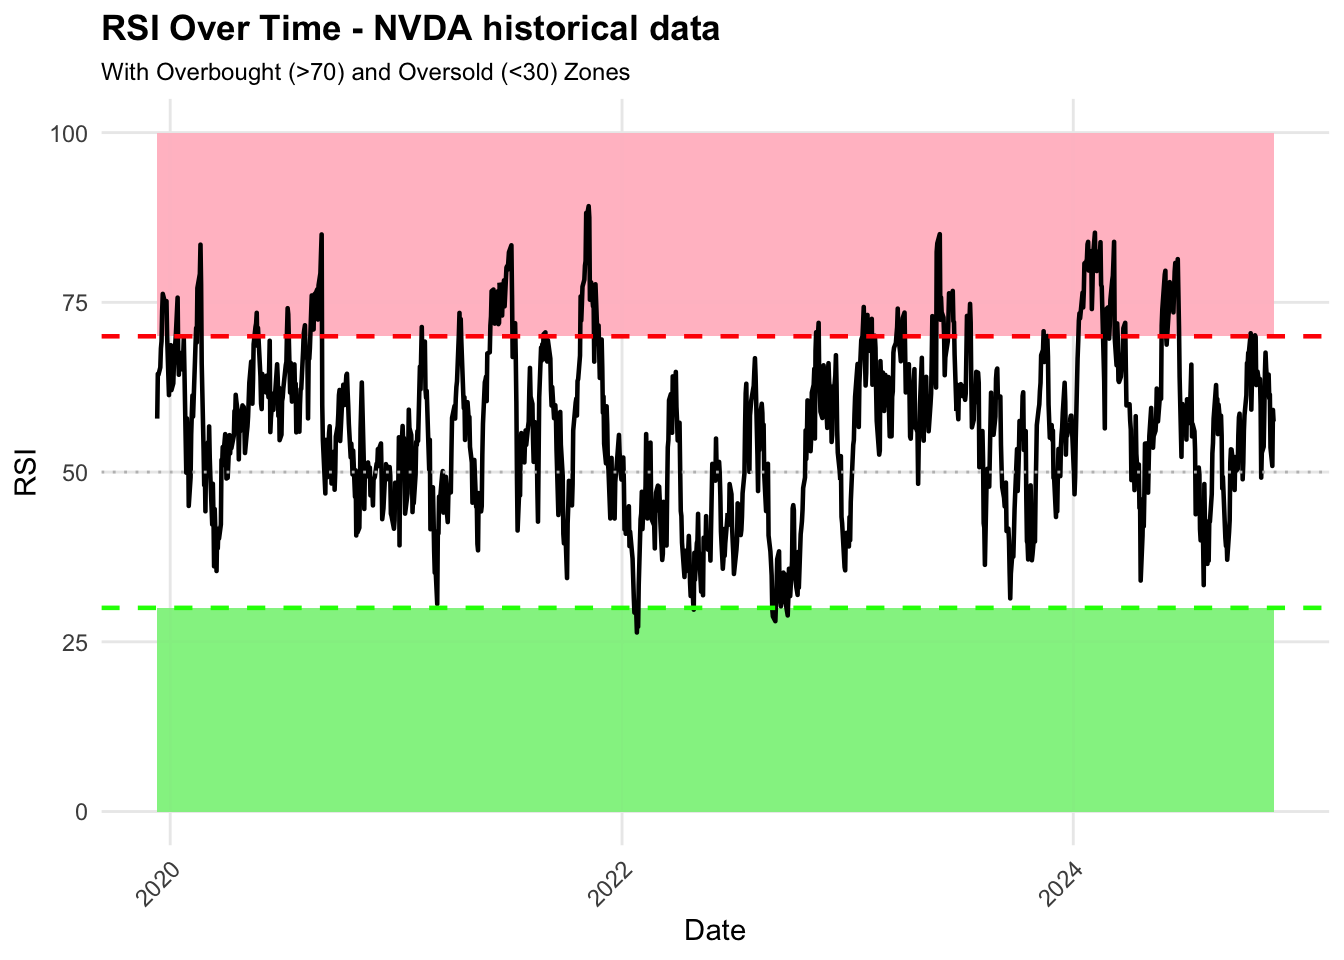 RSI Over Time - NVDA historical data
With Overbought (>70) and Oversold (<30) Zones
100
75
50
25
0
RSI
2020
2022
2024
Date